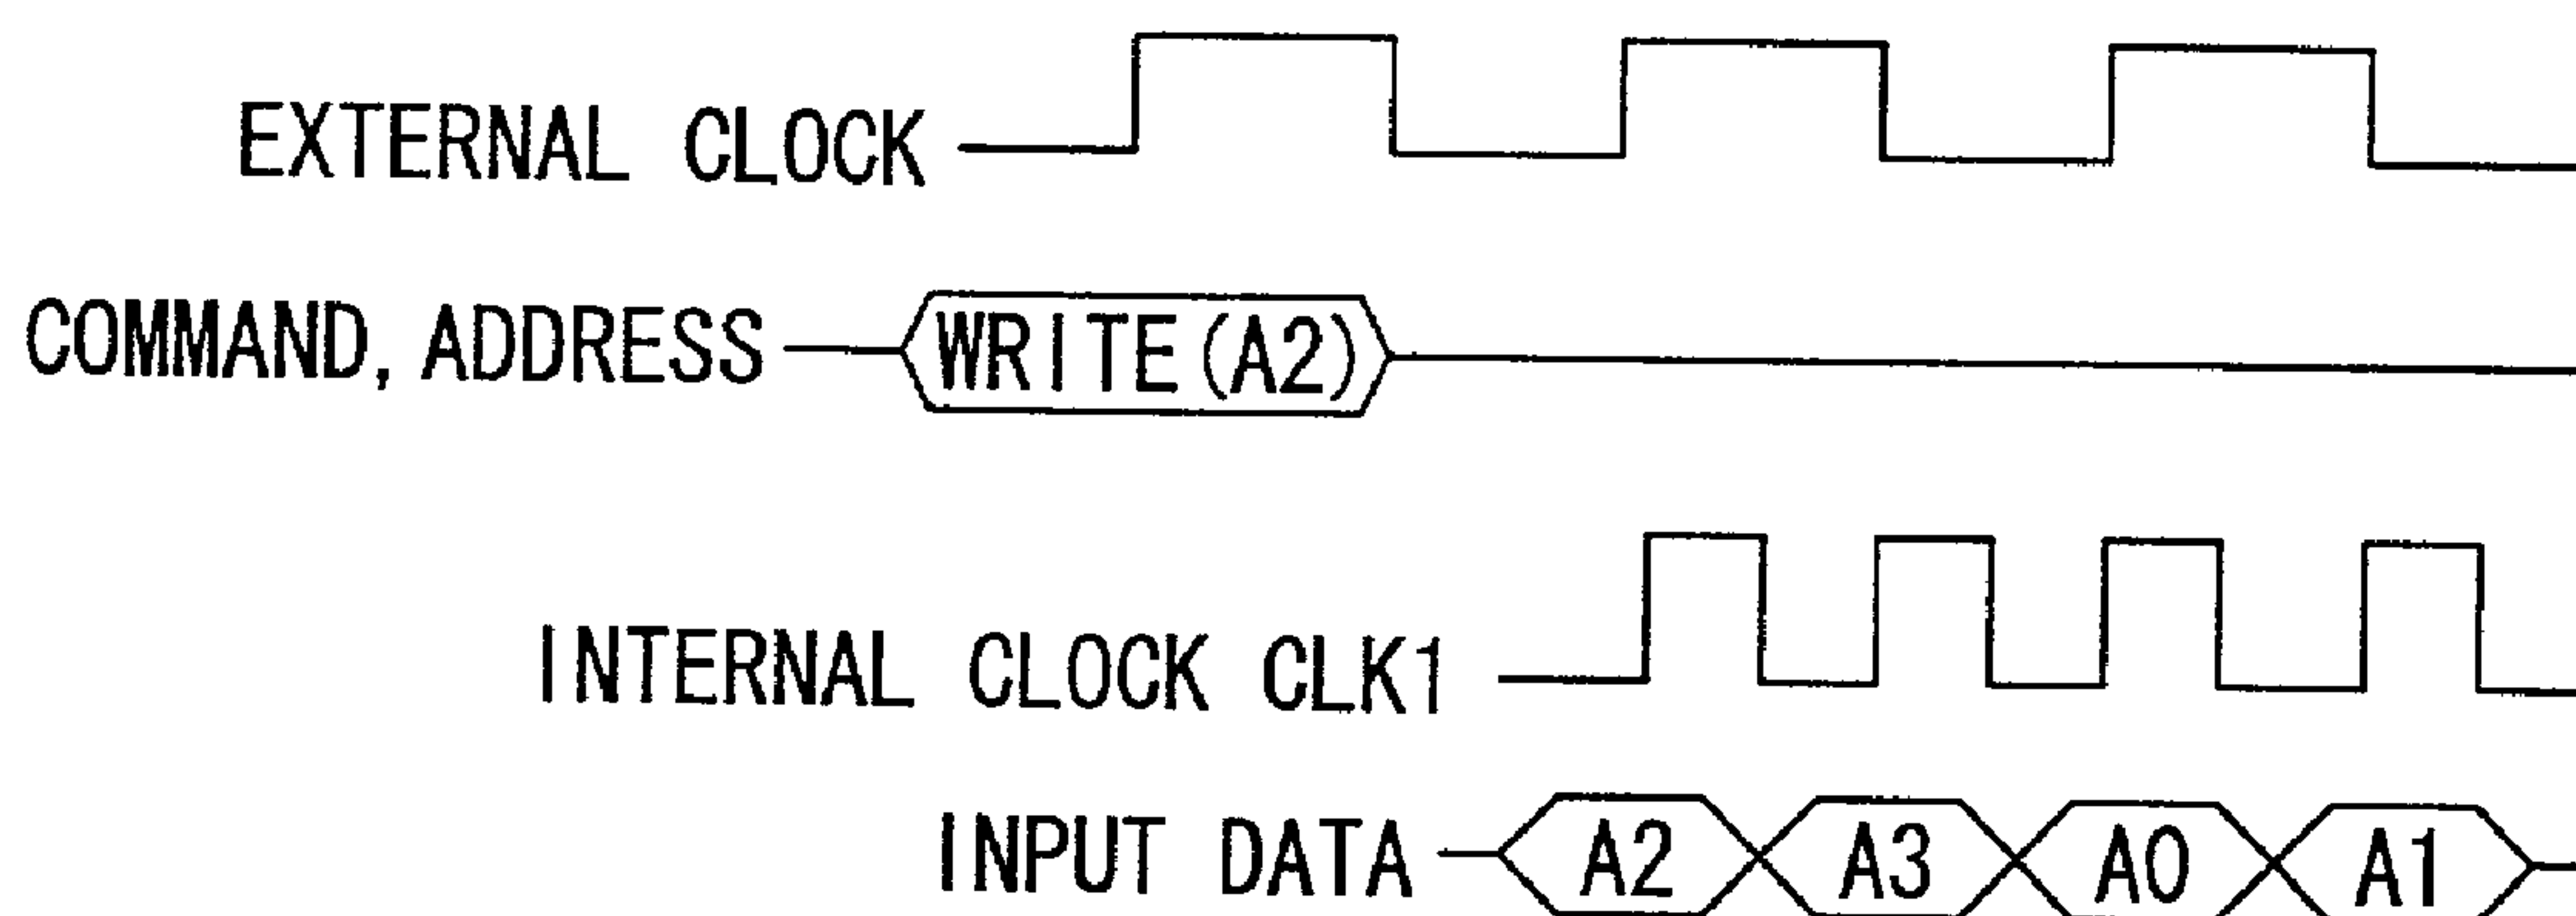 EXTERNAL CLOCK
COMMAND, ADDRESS WRITE(A2)
INTERNAL CLOCK CLK1
INPUT DATA A2 A3 A0 A1